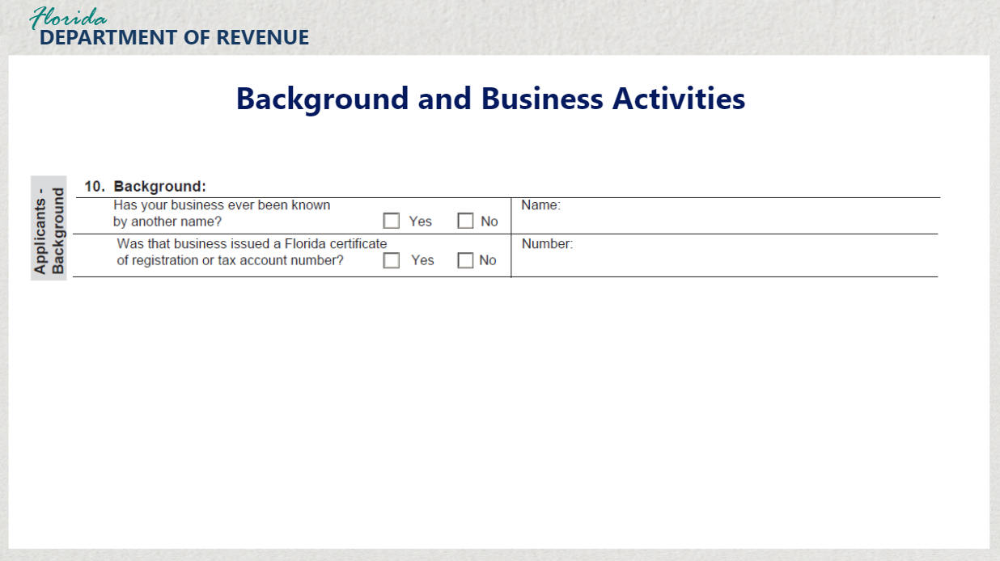 Florida
DEPARTMENT OF REVENUE
Background and Business Activities
Applicants -
Background
10. Background:
Has your business ever been known
by another name? Yes No
Name:
Was that business issued a Florida certificate
of registration or tax account number? Yes No
Number: